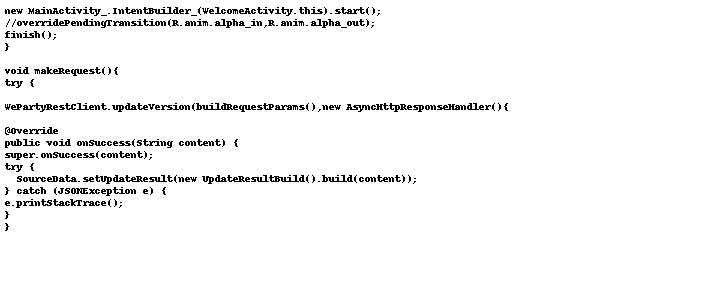 new MainActivity_.IntentBuilder_(WelcomeActivity.this).start();
//overridePendingTransition(R.anim.alpha_in,R.anim.alpha_out);
finish();
}
void makeRequest(){
try {
WePartyRestClient.updateVersion(buildRequestParams(),new AsyncHttpResponseHandler(){
@Override
public void onSuccess(String content) {
super.onSuccess(content);
try {
SourceData.setUpdateResult(new UpdateResultBuild().build(content));
} catch (JSONException e) {
e.printStackTrace();
}
}